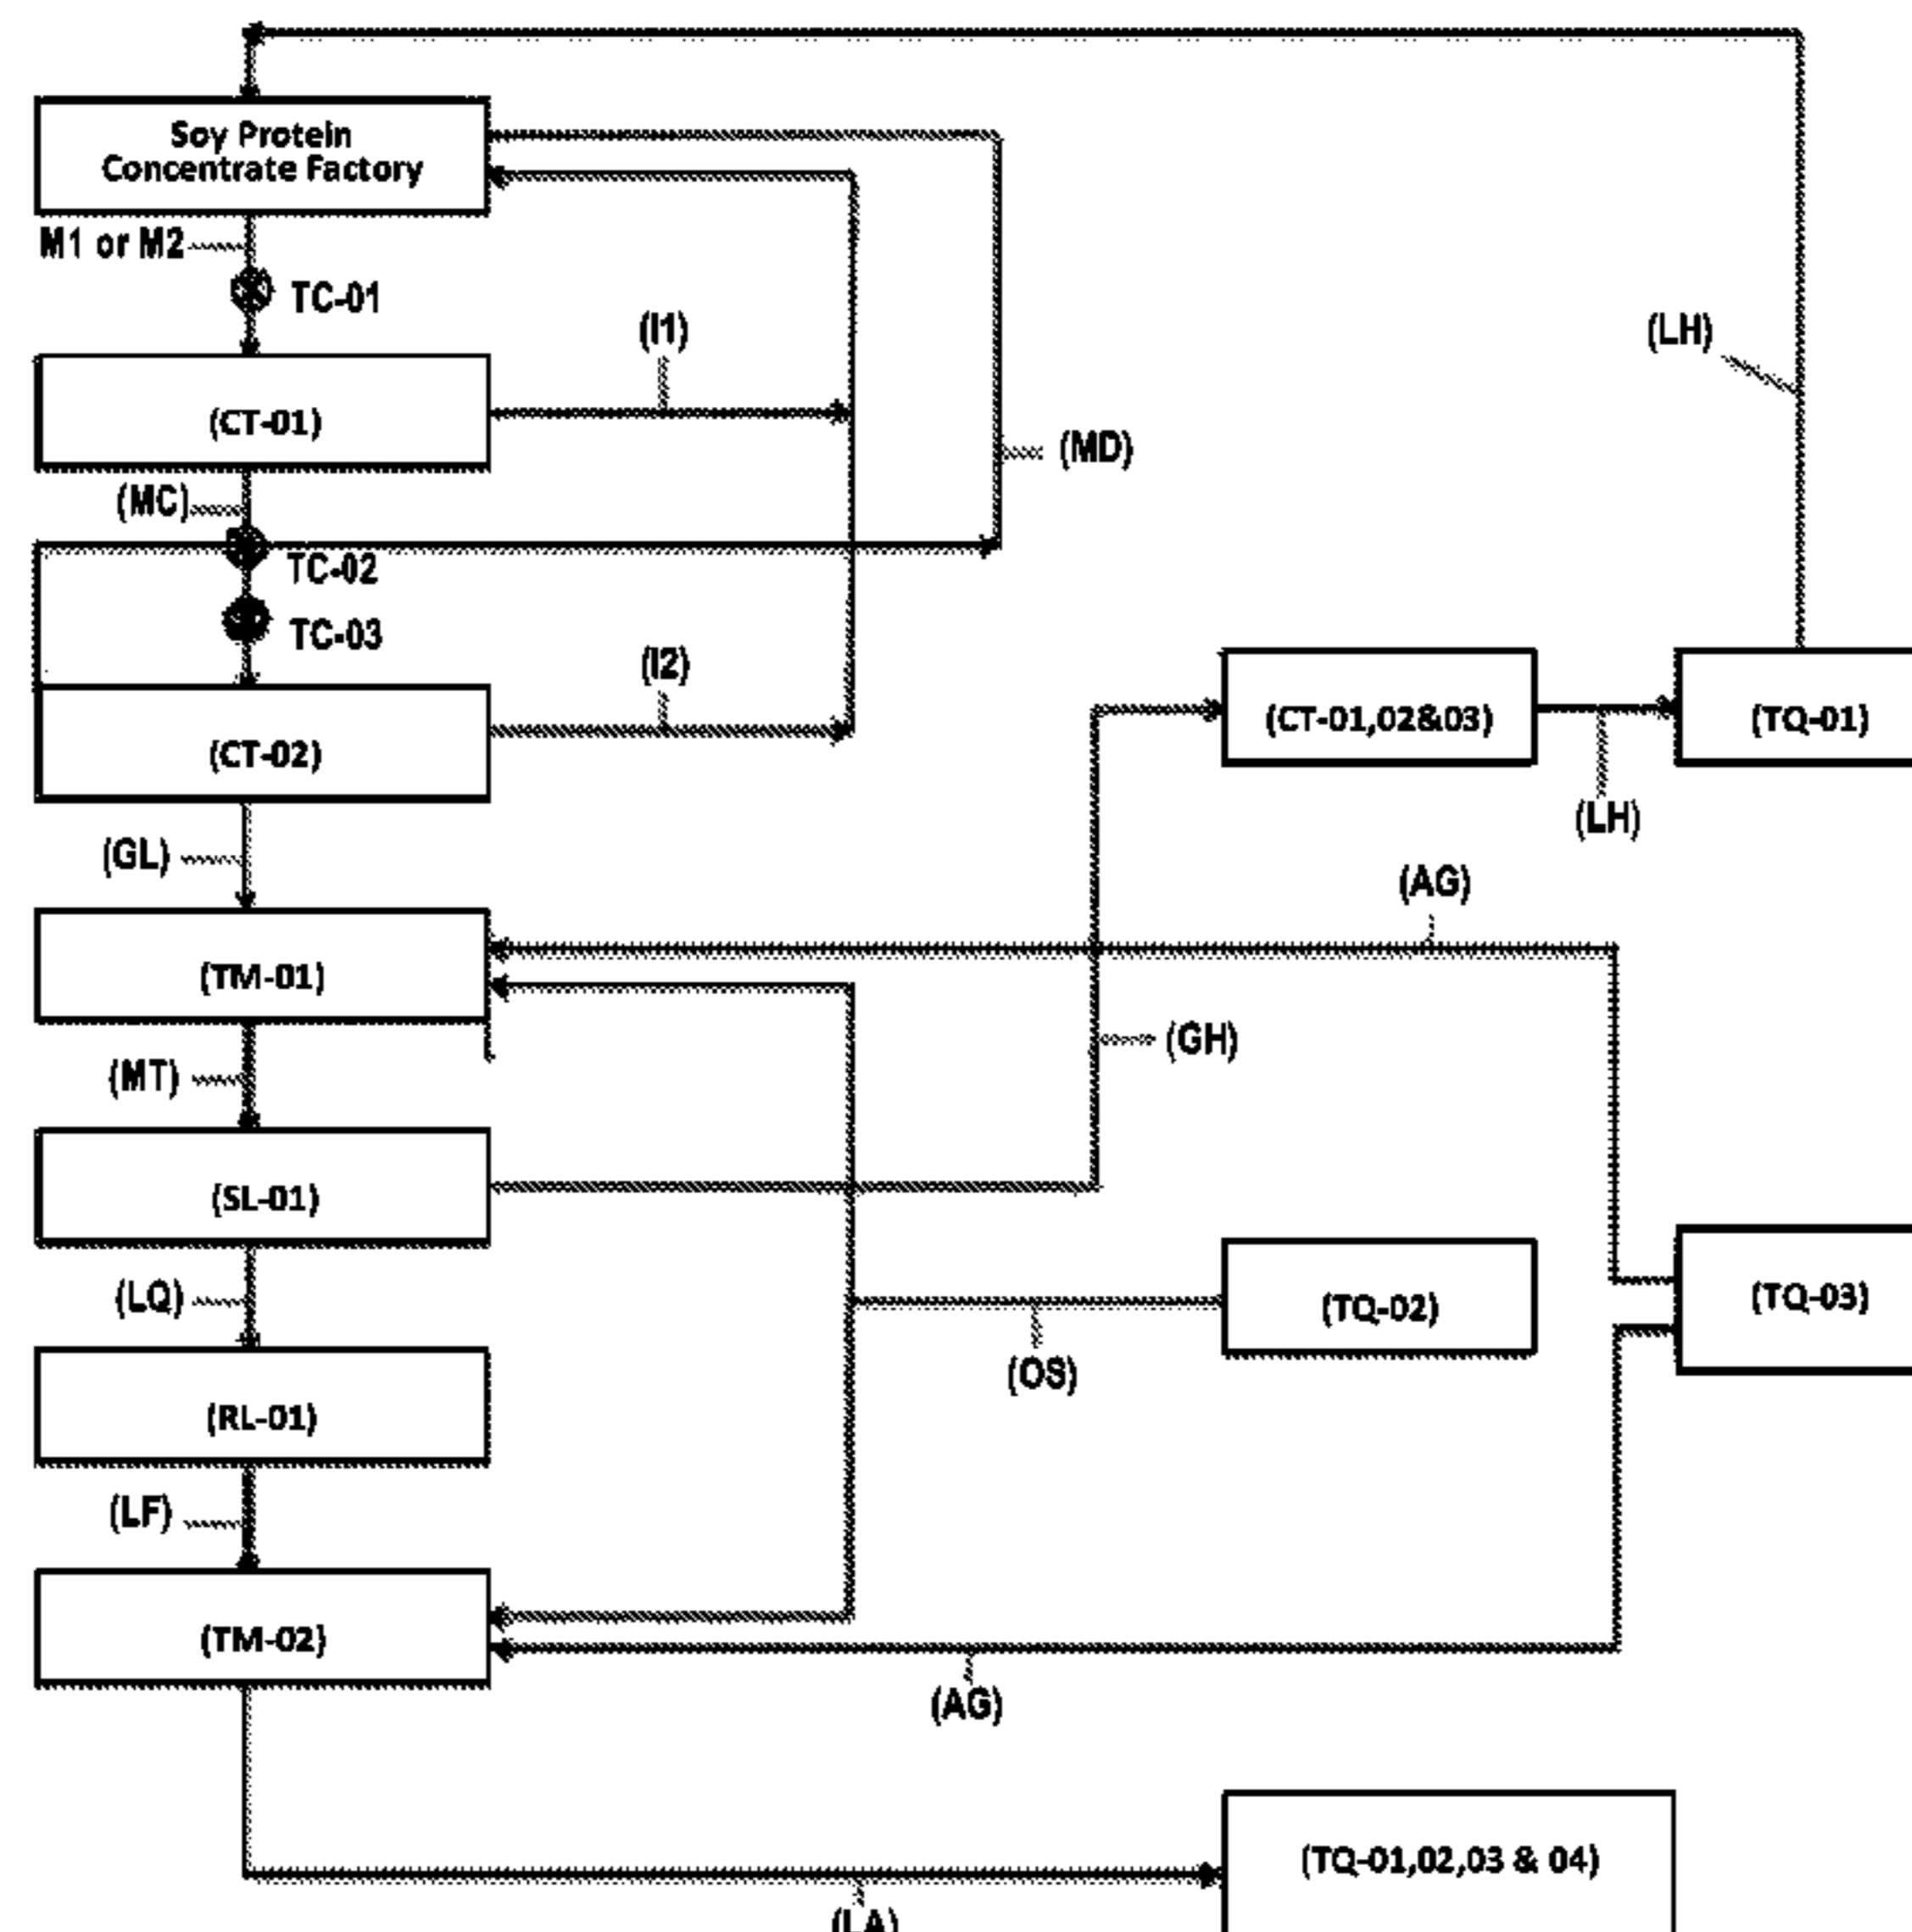 Soy Protein
Concentrate Factory
M1 or M2
TC-01
(I1)
(LH)
(CT-01)
(MD)
(MC)
TC-02
TC-03
(I2)
(CT-01,02&03)
(TQ-01)
(CT-02)
(LH)
(GL)
(AG)
(TM-01)
(GH)
(MT)
(SL-01)
(LQ)
(TQ-02)
(TQ-03)
(OS)
(RL-01)
(LF)
(TM-02)
(AG)
(TQ-01,02,03 & 04)
(LA)